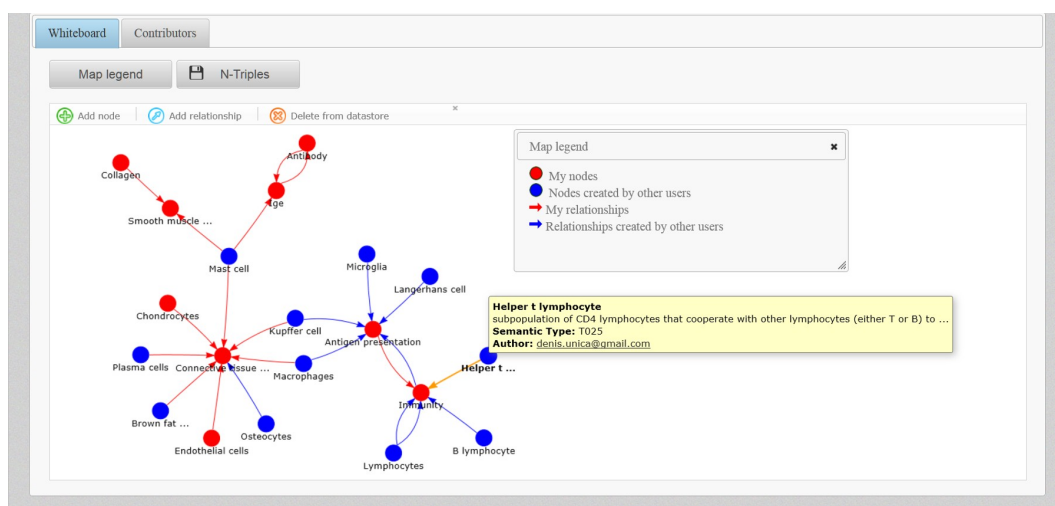 Whiteboard Contributors
Map legend N-Triples
Add node Add relationship Delete from datastore
Map legend
My nodes
Nodes created by other users
My relationships
Relationships created by other users
Antibody
Collagen
Age
Smooth muscle ...
Mast cell
Microglia
Langerhans cell
Helper t lymphocyte
subpopulation of CD4 lymphocytes that cooperate with other lymphocytes (either T or B) to ...
Semantic Type: T025
Author: denis.unica@gmail.com
Chondrocytes
Kupffer cell
Antigen presentation
Plasma cells Connective tissue ...
Macrophages
Helper t ...
Immunity
Brown fat ...
Osteocytes
Endothelial cells
B lymphocyte
Lymphocytes